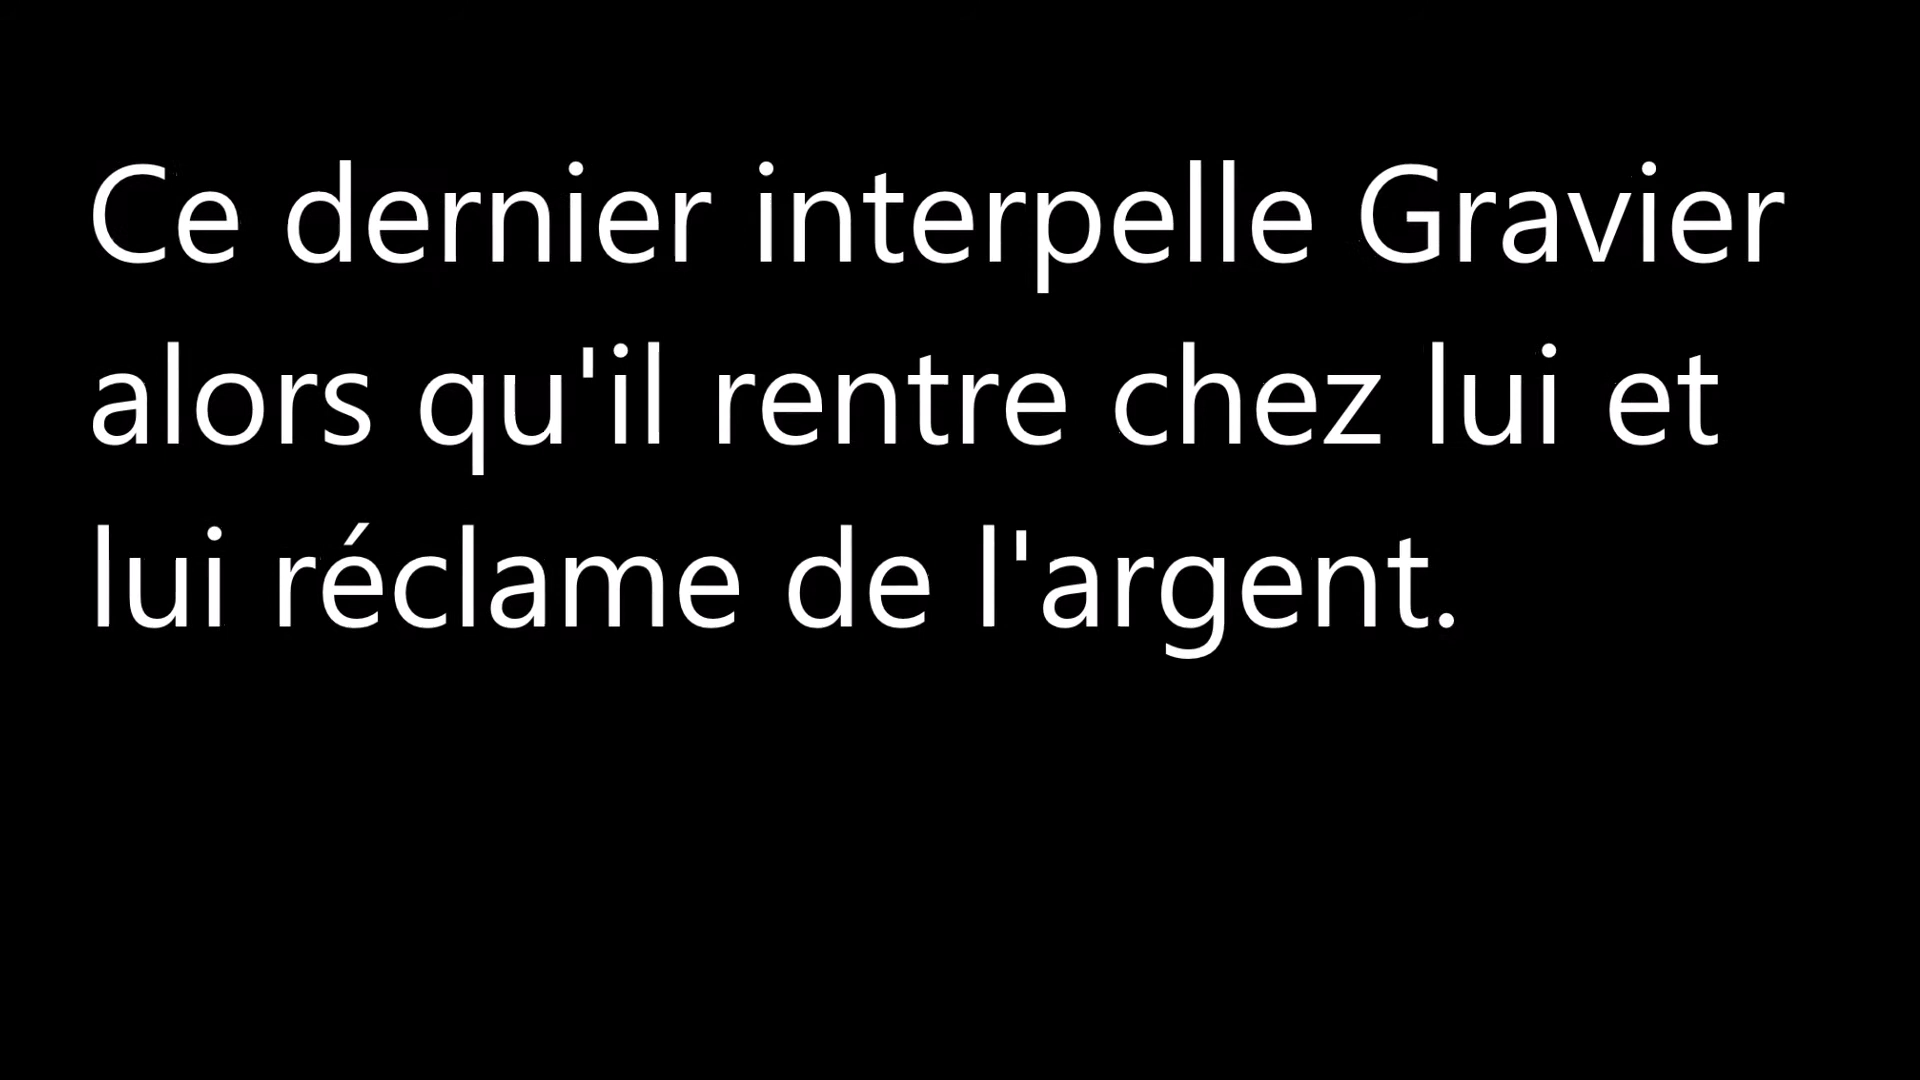 Ce dernier interpelle Gravier
alors qu'il rentre chez lui et
lui réclame de l'argent.